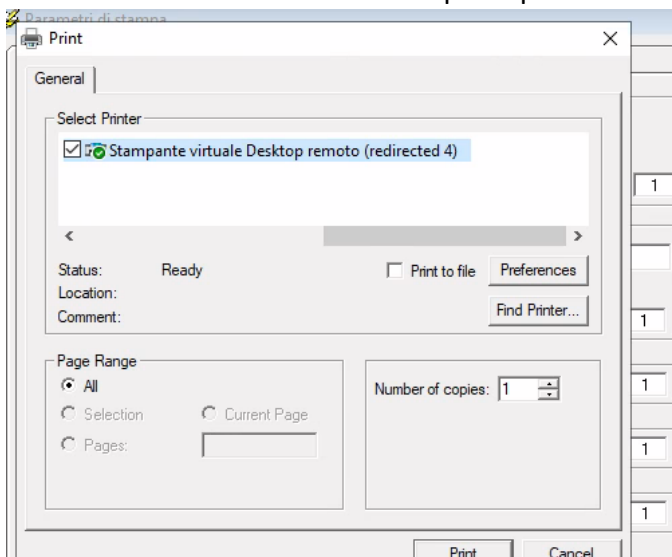 Parametri di stampa
Print
General
Select Printer
Stampante virtuale Desktop remoto (redirected 4)
1
Status: Ready
Print to file
Preferences
Location:
Comment:
Find Printer...
1
Page Range
All
Number of copies: 1
1
Selection
Current Page
Pages:
1
1
Print
Cancel